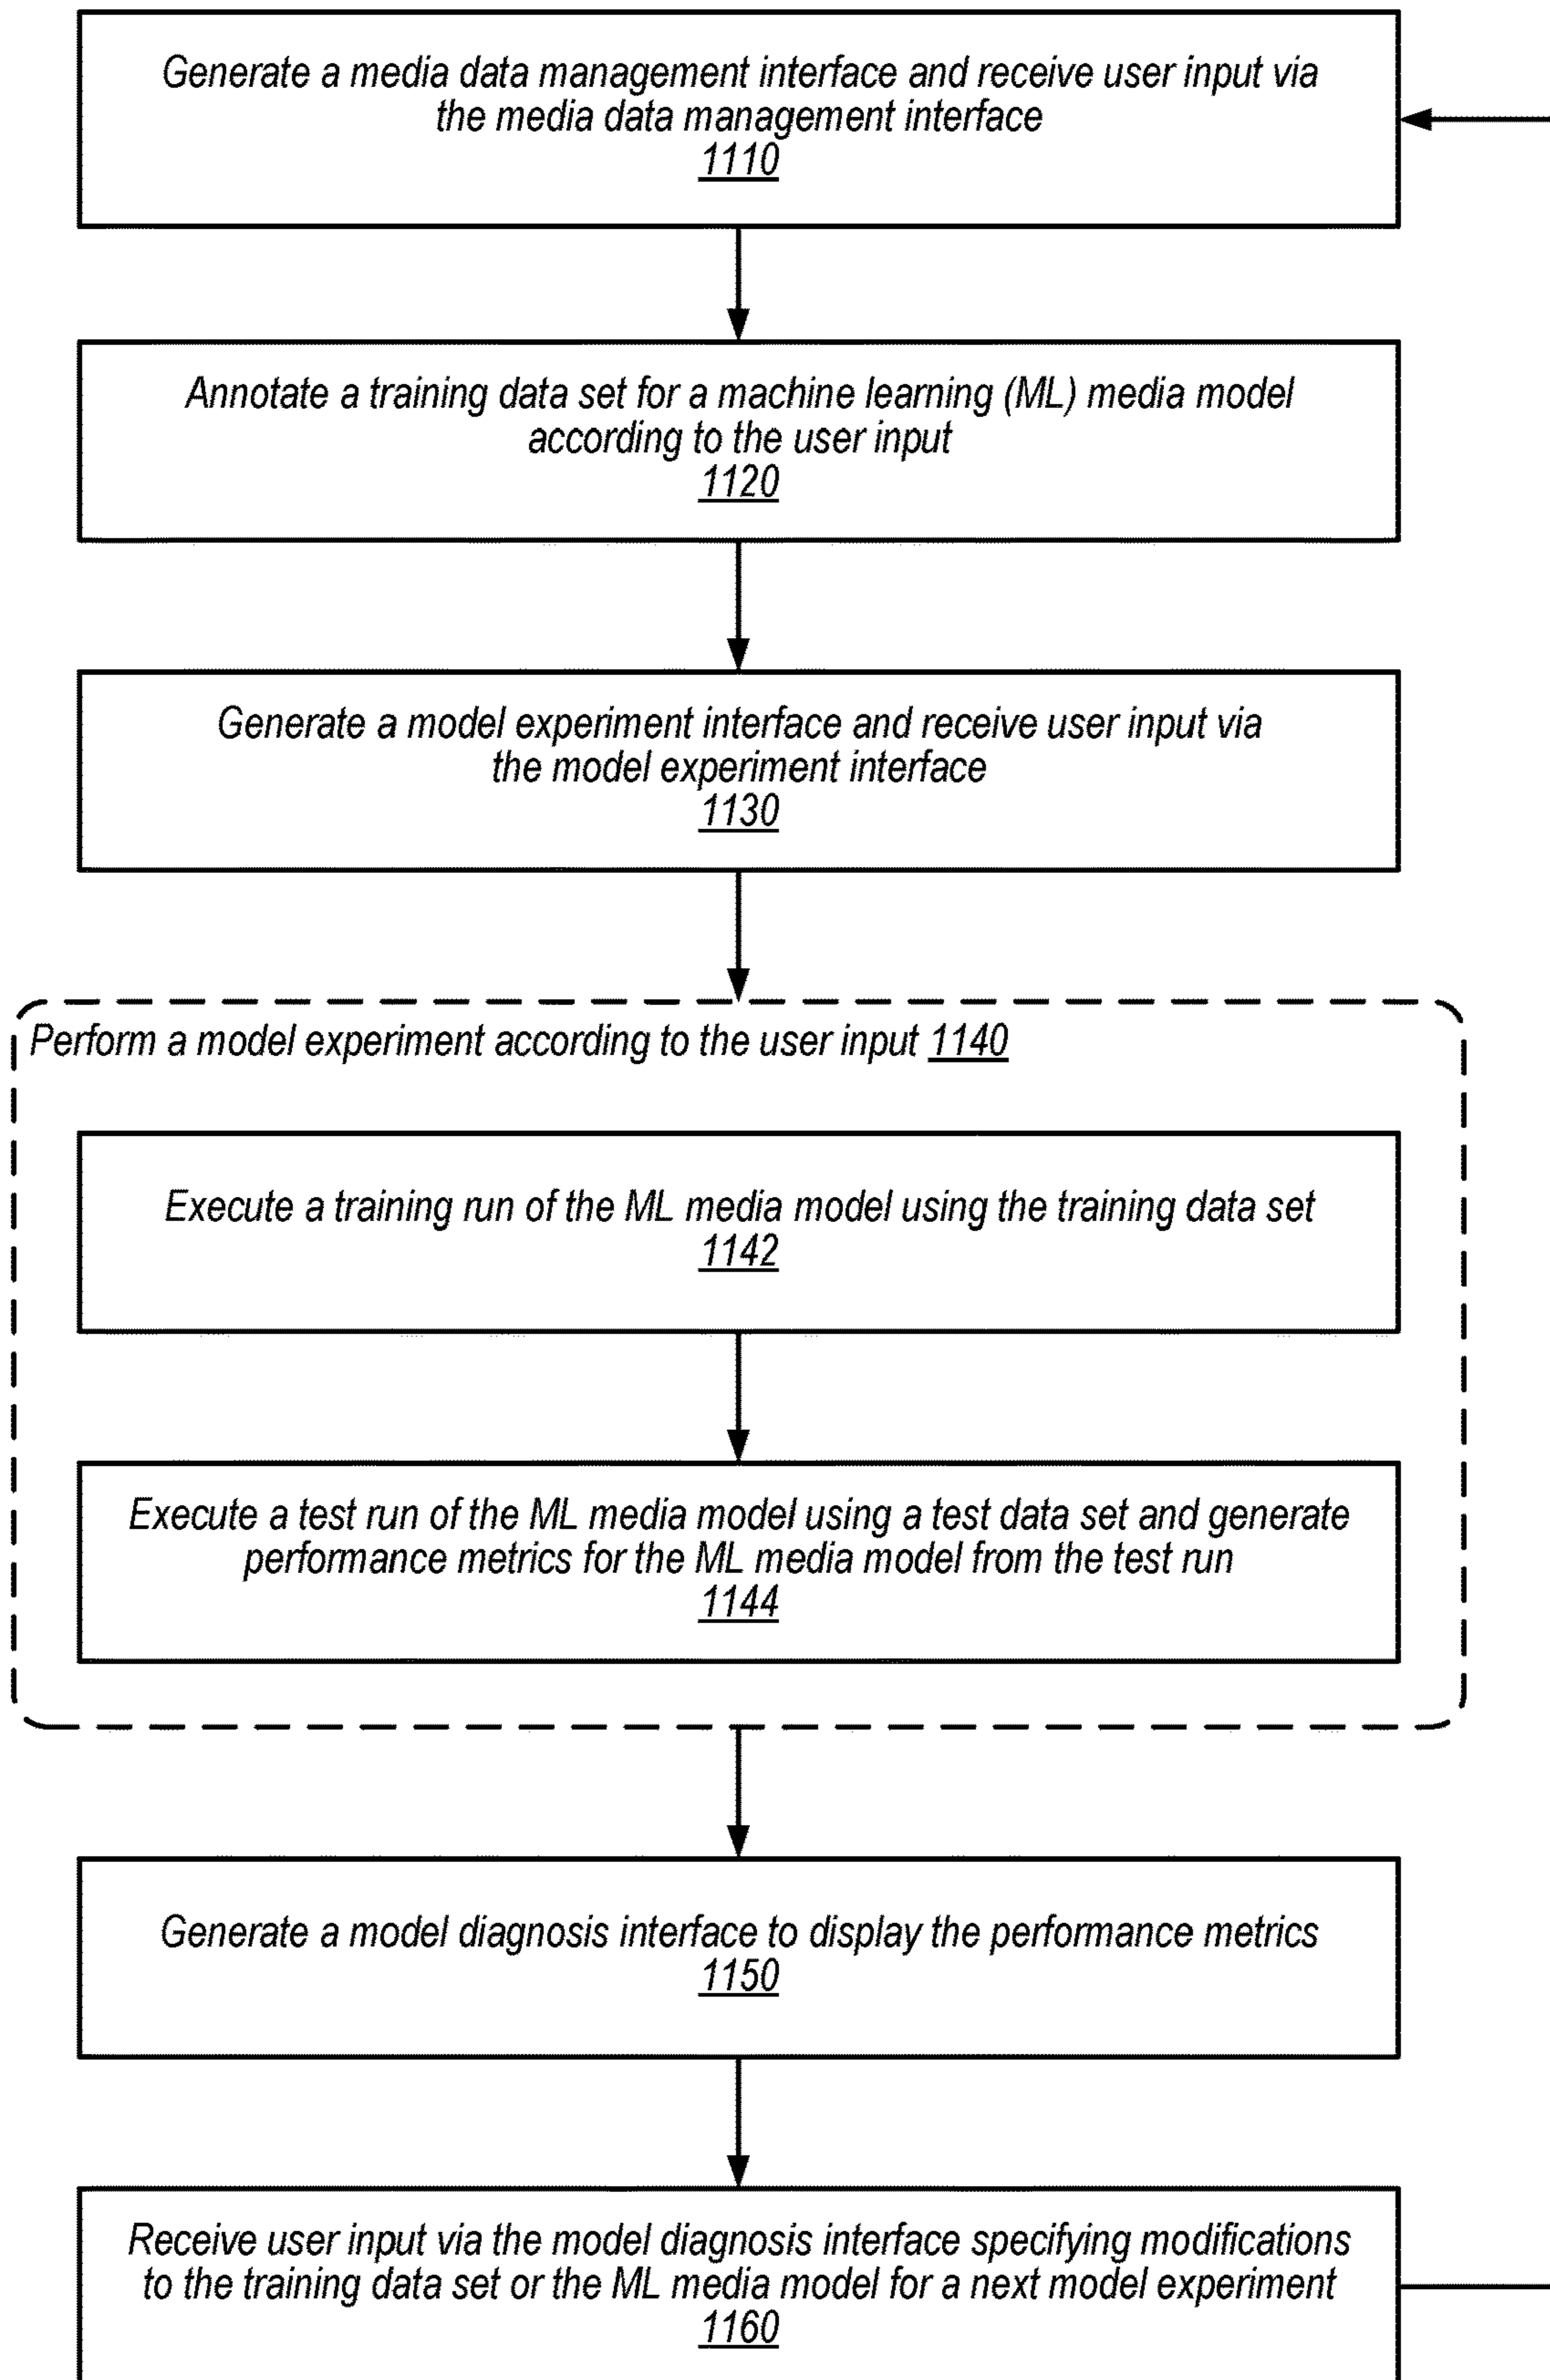 Generate a media data management interface and receive user input via
the media data management interface
1110
Annotate a training data set for a machine learning (ML) media model
according to the user input
1120
Generate a model experiment interface and receive user input via
the model experiment interface
1130
Perform a model experiment according to the user input 1140
Execute a training run of the ML media model using the training data set
1142
Execute a test run of the ML media model using a test data set and generate
performance metrics for the ML media model from the test run
1144
Generate a model diagnosis interface to display the performance metrics
1150
Receive user input via the model diagnosis interface specifying modifications
to the training data set or the ML media model for a next model experiment
1160